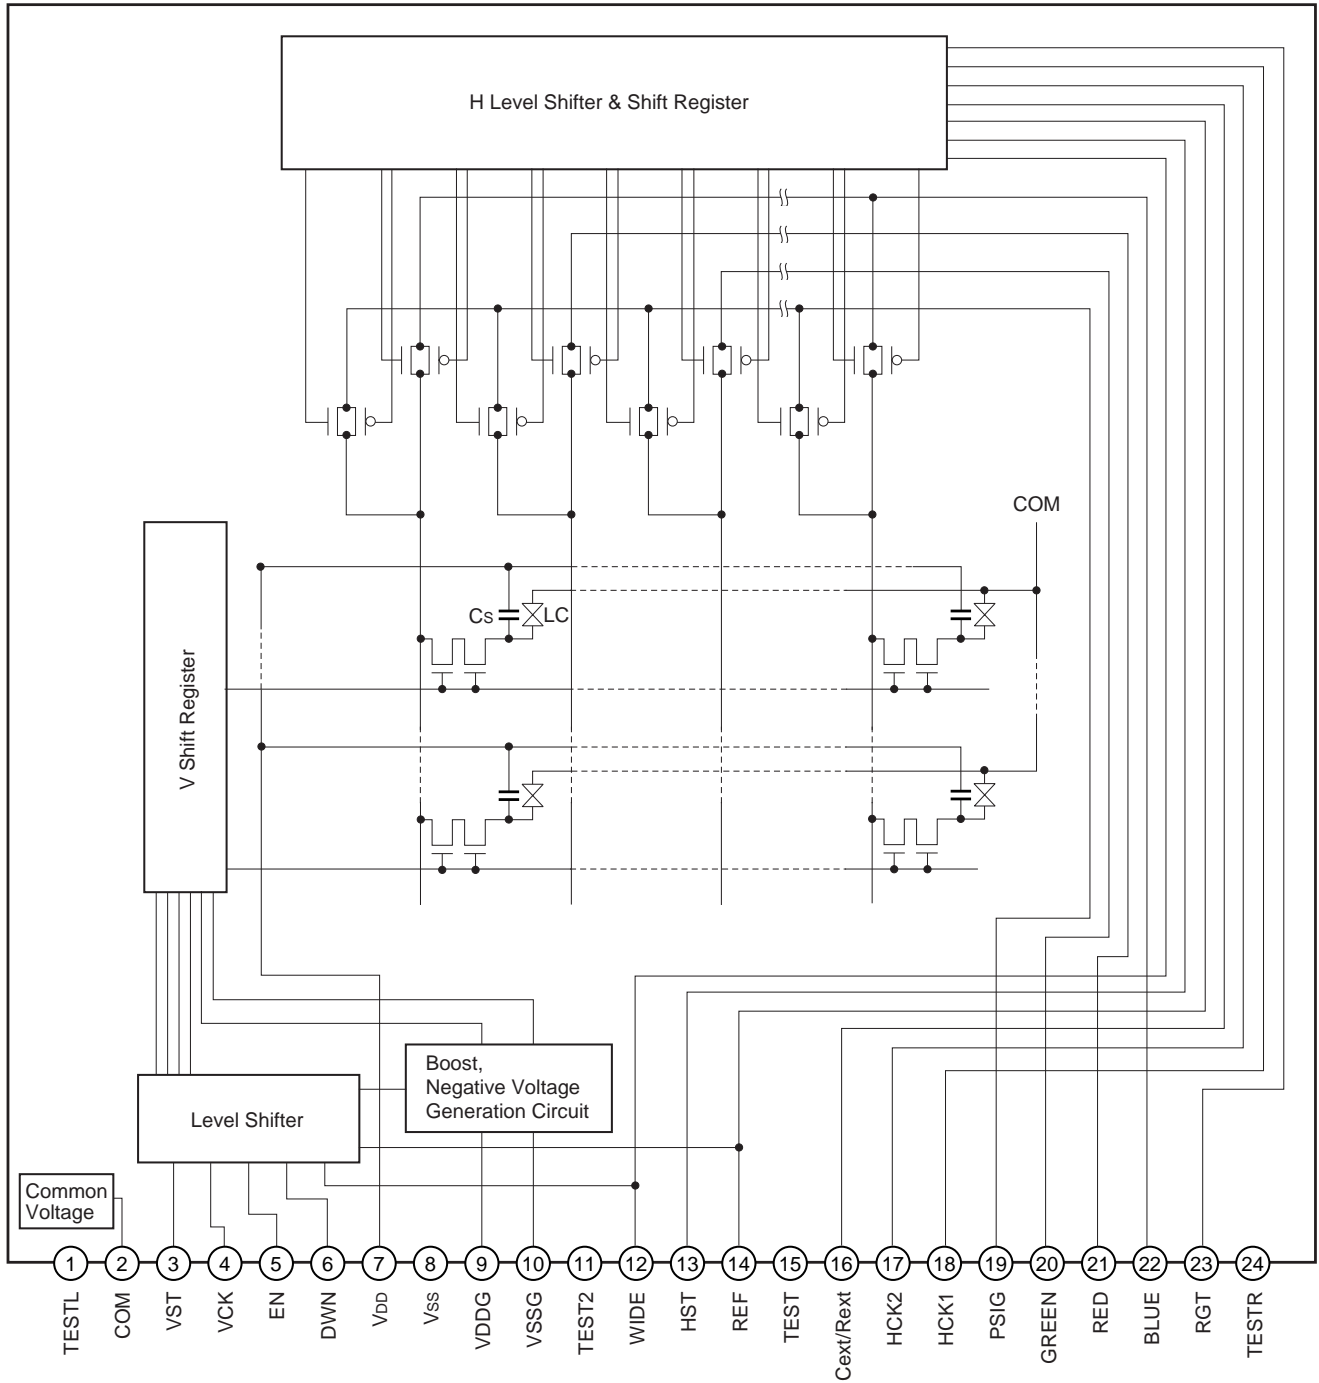 H Level Shifter & Shift Register
COM
Cs
LC
V Shift Register
Boost,
Negative Voltage
Generation Circuit
Level Shifter
Common
Voltage
1
2
3
4
5
6
7
8
9
10
11
12
13
14
15
16
17
18
19
20
21
22
23
24
TESTL
COM
VST
VCK
EN
DWN
VDD
VSS
VDDG
VSSG
TEST2
WIDE
HST
REF
TEST
Cext/Rext
HCK2
HCK1
PSIG
GREEN
RED
BLUE
RGT
TESTR